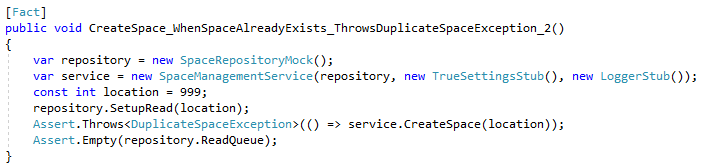 [Fact]
public void CreateSpace_WhenSpaceAlreadyExists_ThrowsDuplicateSpaceException_2()
{
    var repository = new SpaceRepositoryMock();
    var service = new SpaceManagementService(repository, new TrueSettingsStub(), new LoggerStub());
    const int location = 999;
    repository.SetupRead(location);
    Assert.Throws<DuplicateSpaceException>(() => service.CreateSpace(location));
    Assert.Empty(repository.ReadQueue);
}